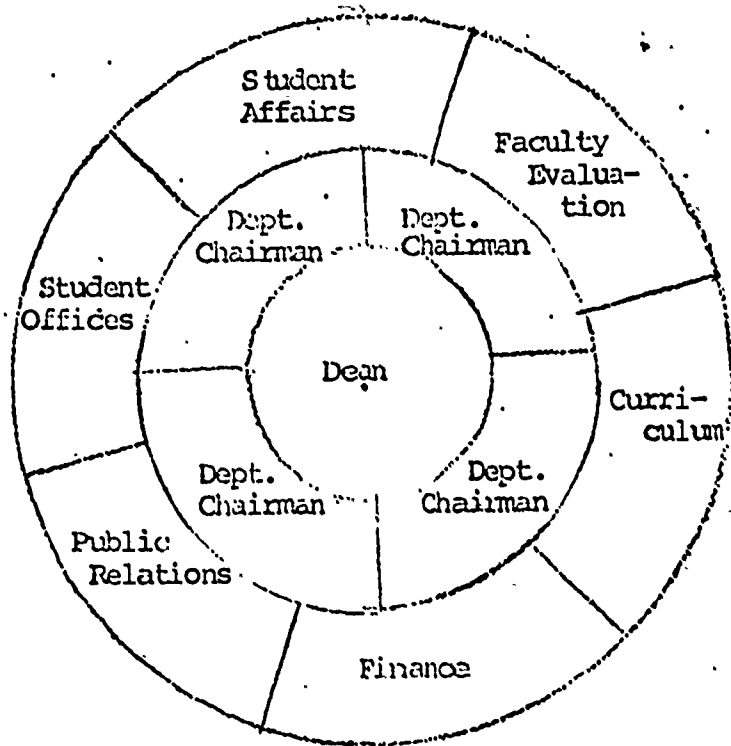 Student
Affairs
Faculty
Evalua-
tion
Dept.
Chairman
Dept.
Chairman
Student
Offices
Dean
Curri-
culum
Dept.
Chairman
Dept.
Chairman
Public
Relations
Finance